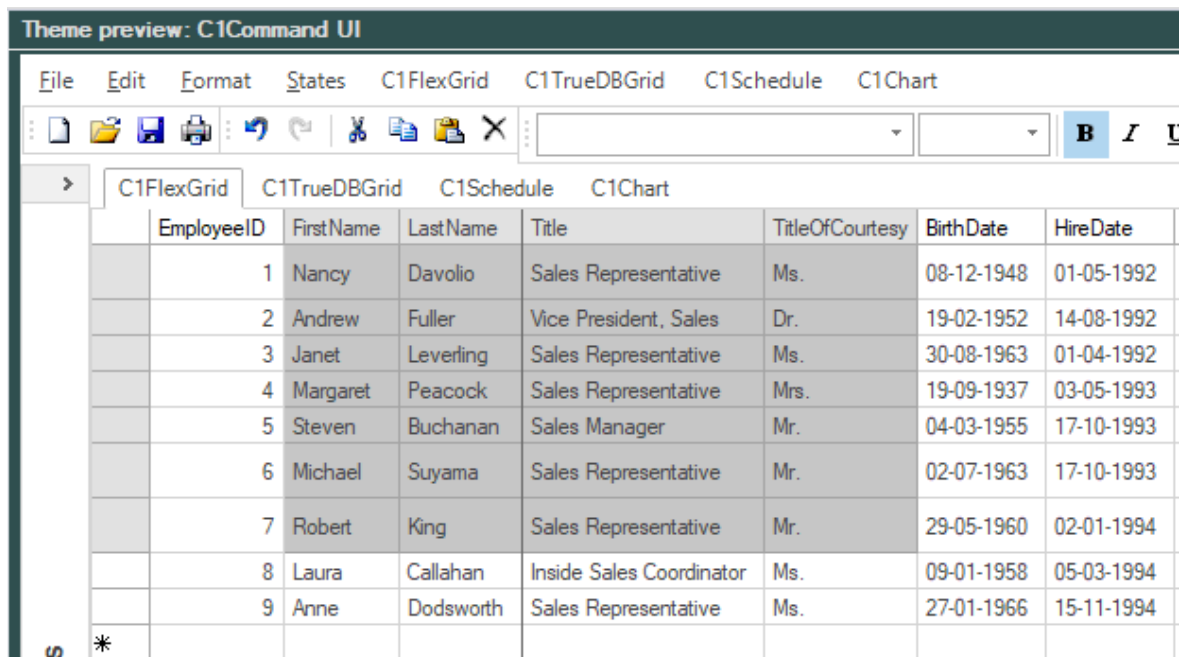 Theme preview: C1Command UI
File Edit Format States C1FlexGrid C1TrueDBGrid C1Schedule C1Chart
B I U
C1FlexGrid C1TrueDBGrid C1Schedule C1Chart
EmployeeID FirstName LastName Title TitleOfCourtesy BirthDate HireDate
1 Nancy Davolio Sales Representative Ms. 08-12-1948 01-05-1992
2 Andrew Fuller Vice President, Sales Dr. 19-02-1952 14-08-1992
3 Janet Leverling Sales Representative Ms. 30-08-1963 01-04-1992
4 Margaret Peacock Sales Representative Mrs. 19-09-1937 03-05-1993
5 Steven Buchanan Sales Manager Mr. 04-03-1955 17-10-1993
6 Michael Suyama Sales Representative Mr. 02-07-1963 17-10-1993
7 Robert King Sales Representative Mr. 29-05-1960 02-01-1994
8 Laura Callahan Inside Sales Coordinator Ms. 09-01-1958 05-03-1994
9 Anne Dodsworth Sales Representative Ms. 27-01-1966 15-11-1994